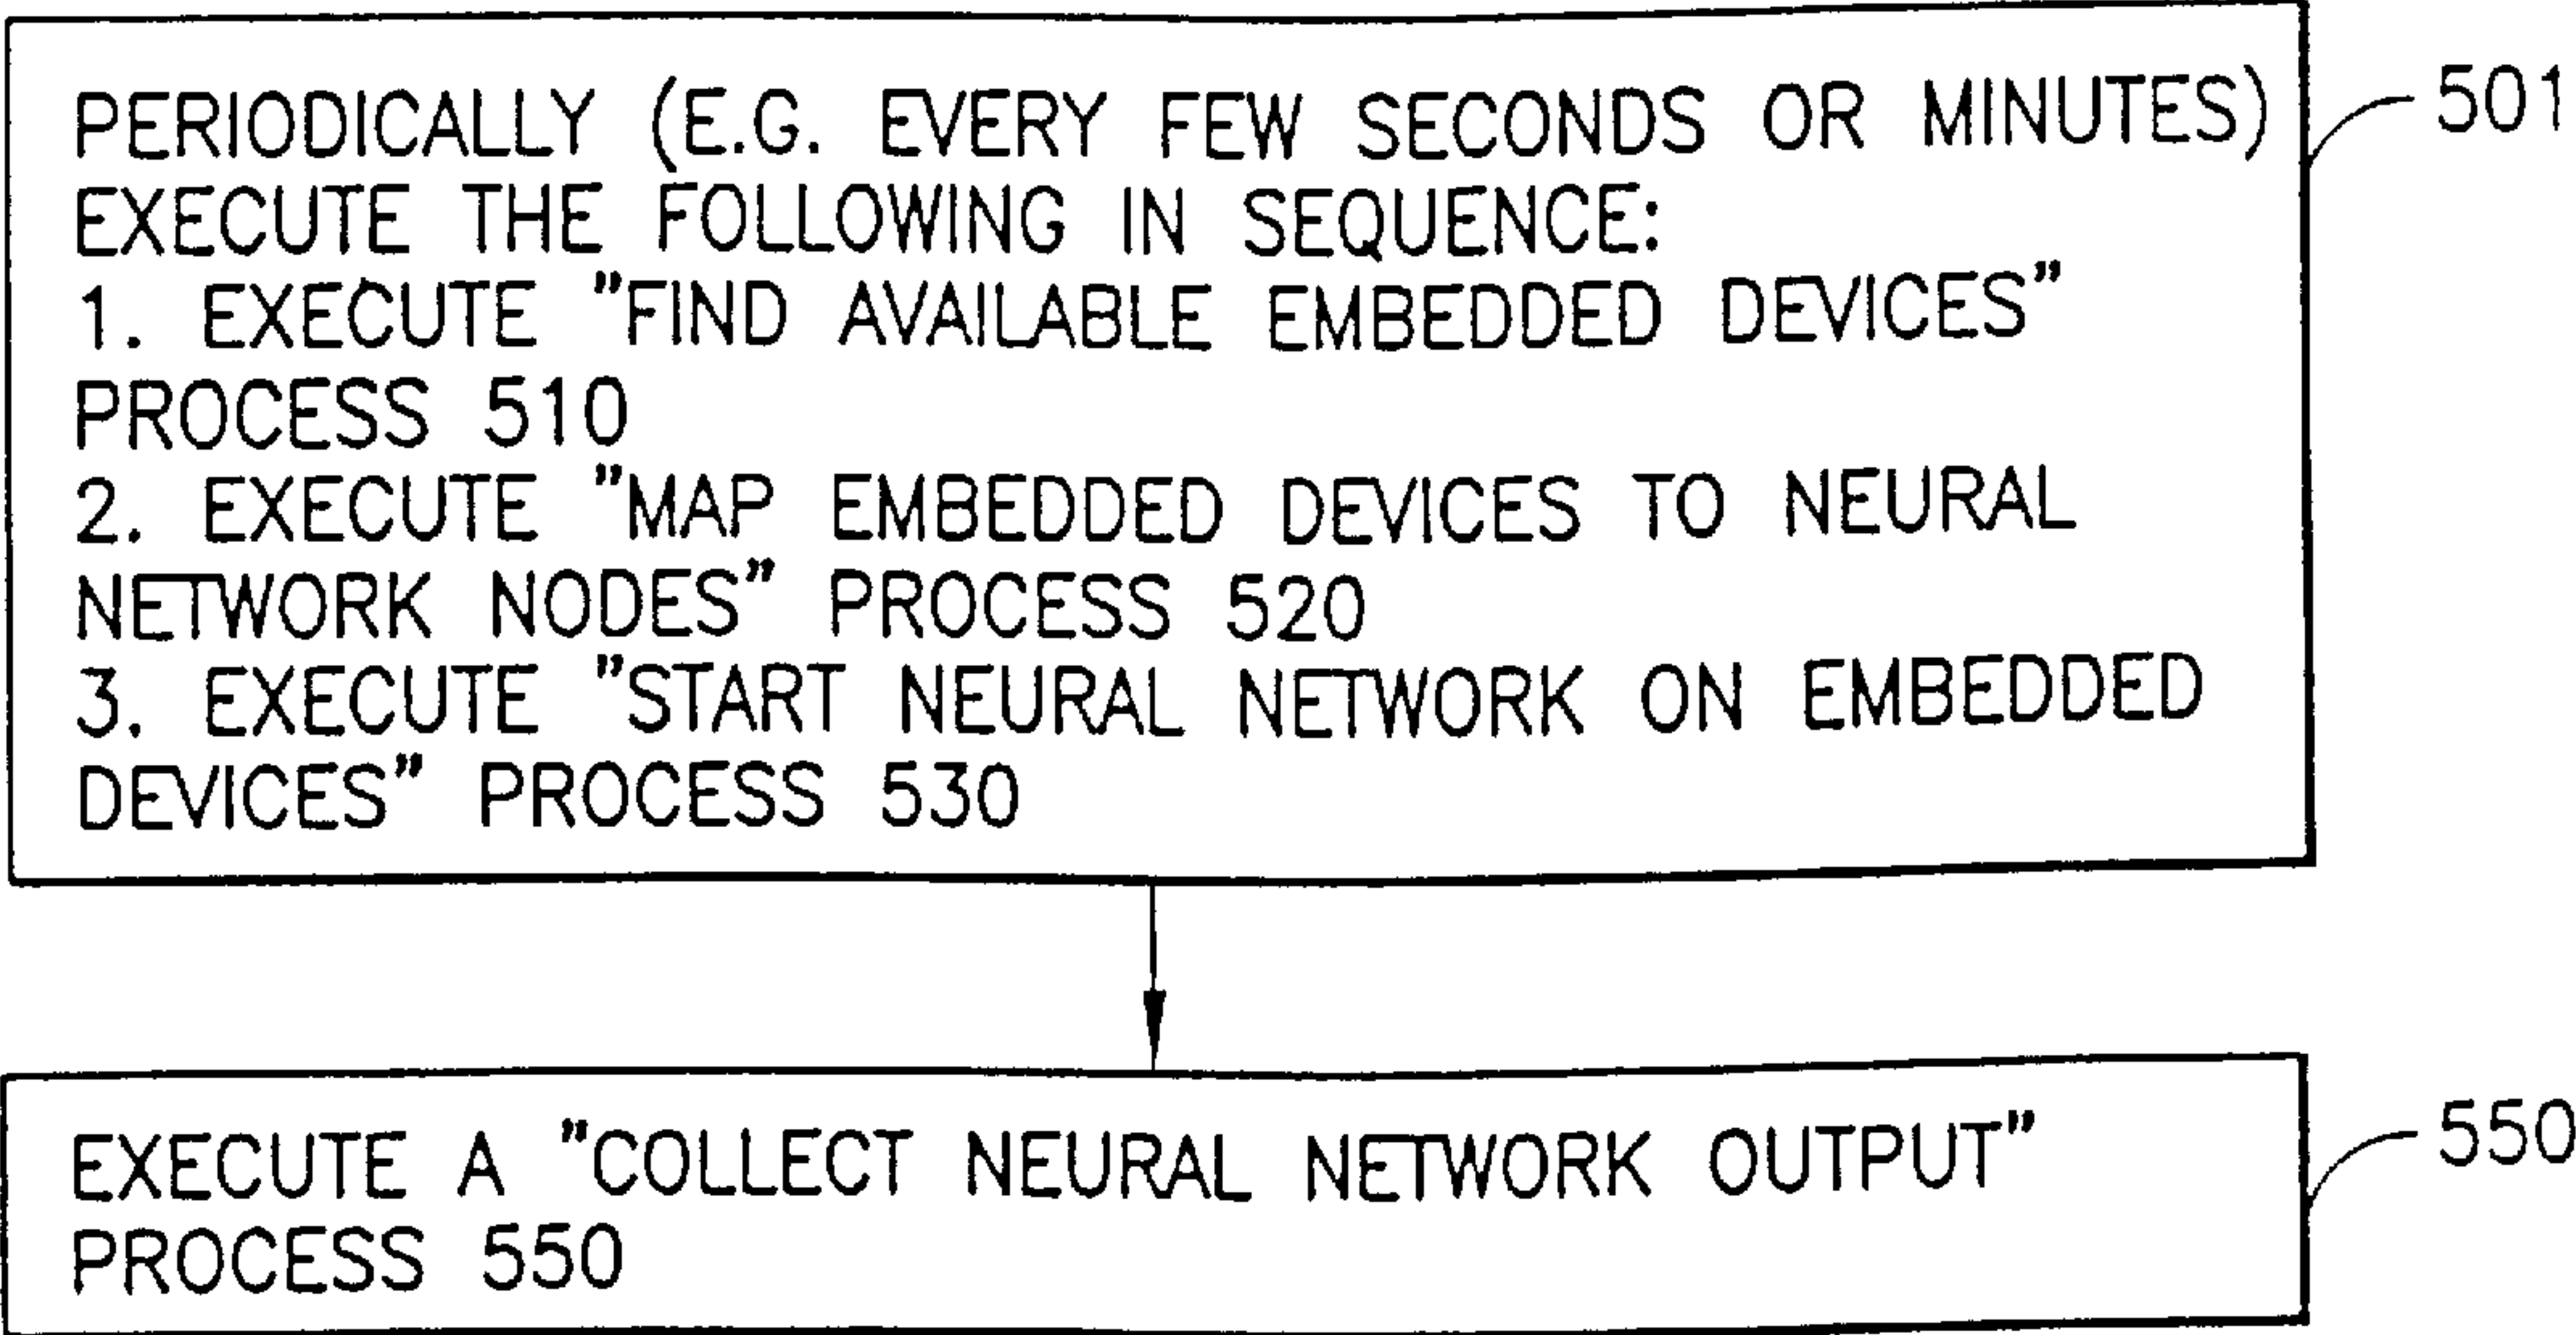 PERIODICALLY (E.G. EVERY FEW SECONDS OR MINUTES)
EXECUTE THE FOLLOWING IN SEQUENCE:
1. EXECUTE "FIND AVAILABLE EMBEDDED DEVICES"
PROCESS 510
2. EXECUTE "MAP EMBEDDED DEVICES TO NEURAL
NETWORK NODES" PROCESS 520
3. EXECUTE "START NEURAL NETWORK ON EMBEDDED
DEVICES" PROCESS 530
501
EXECUTE A "COLLECT NEURAL NETWORK OUTPUT"
PROCESS 550
550